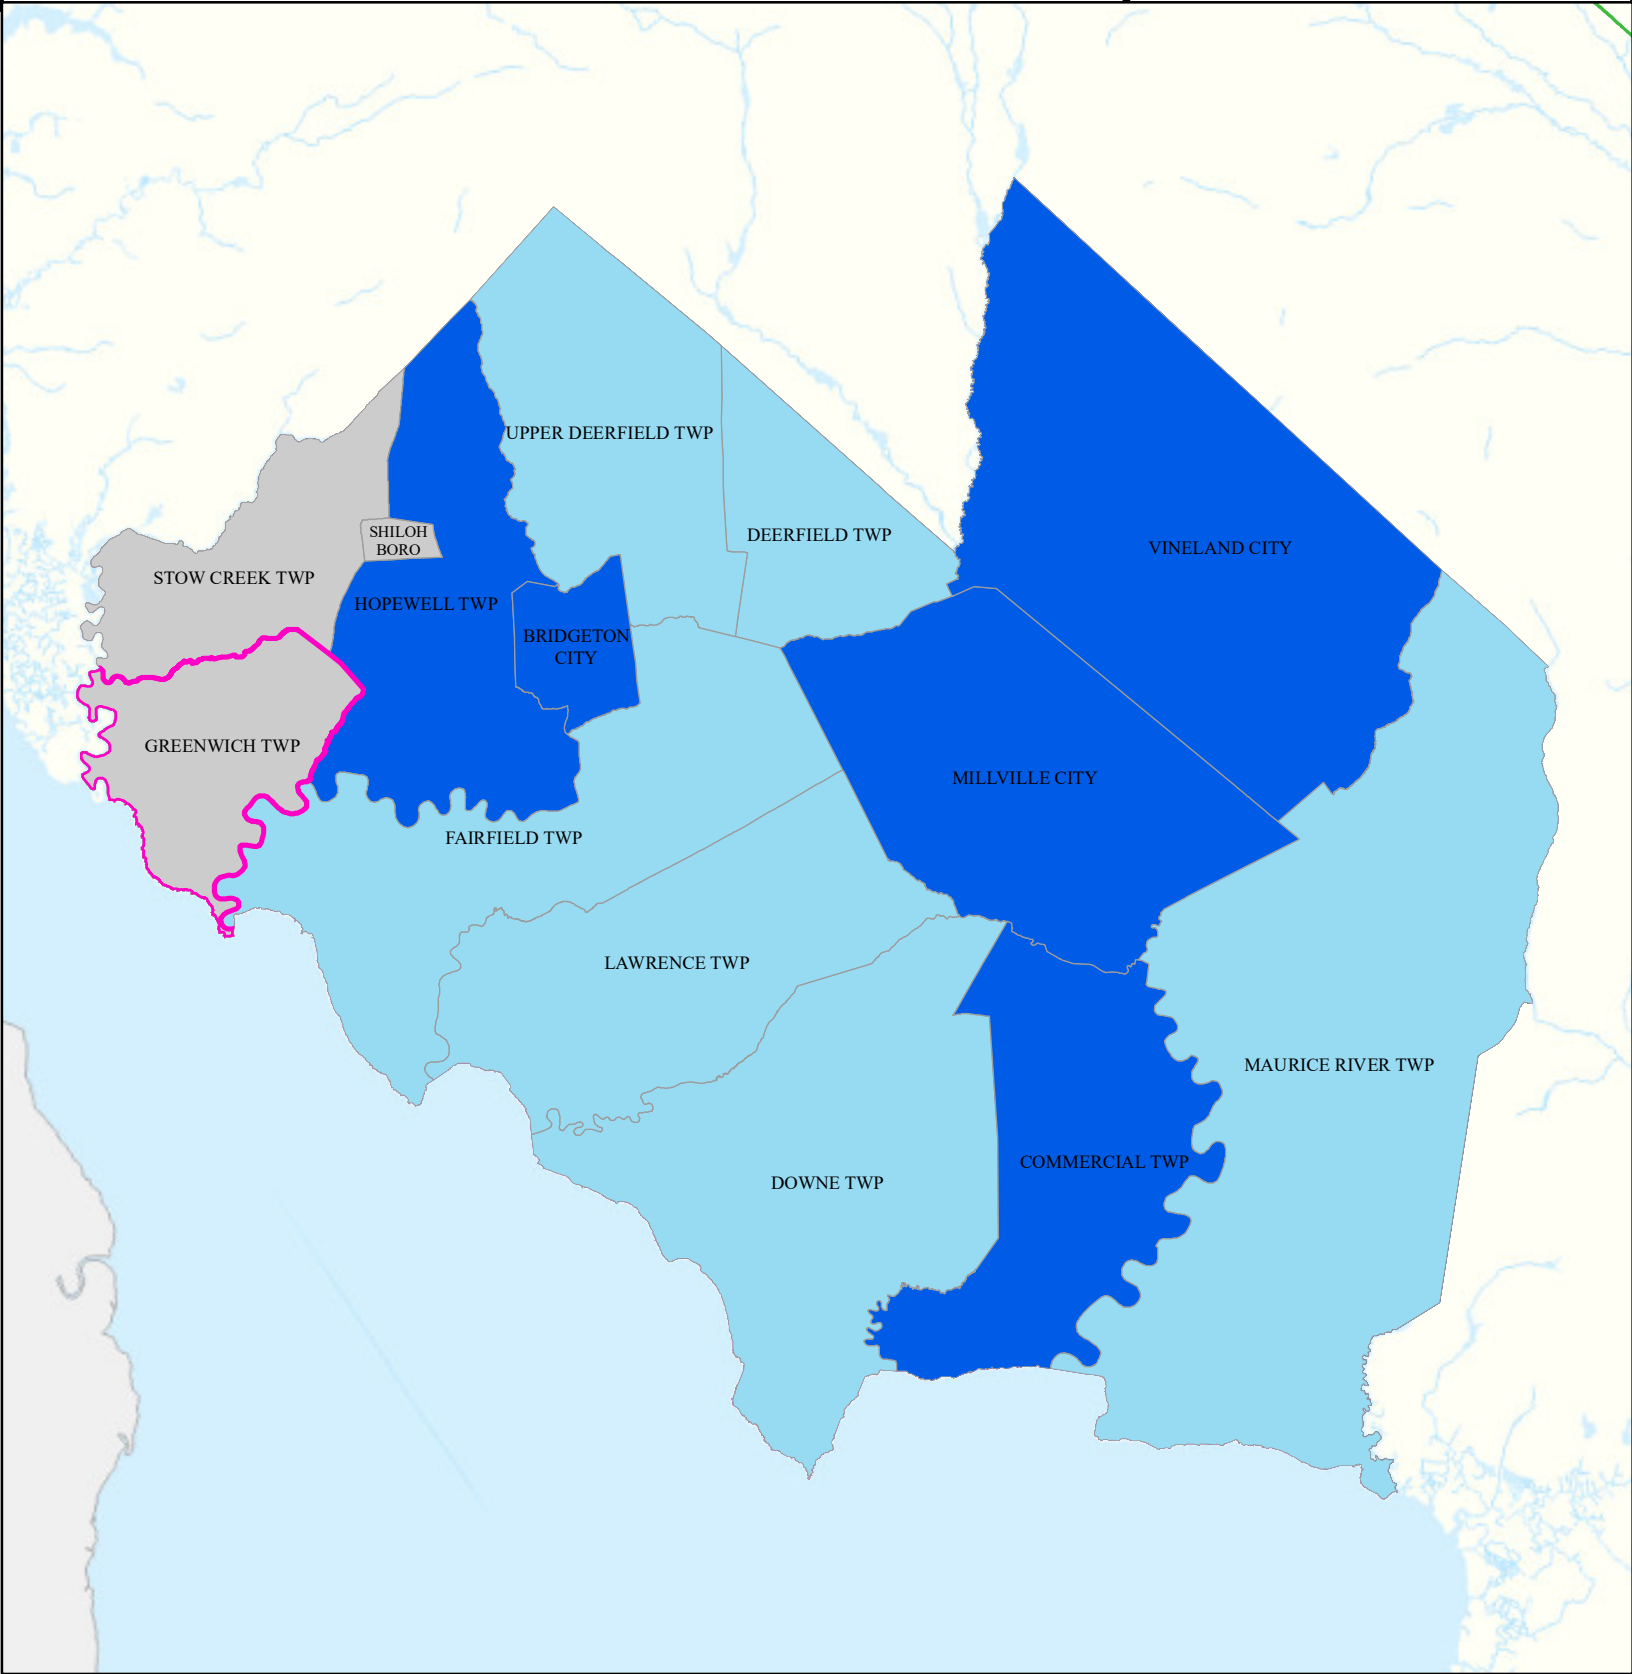 UPPER DEERFIELD TWP
DEERFIELD TWP
VINELAND CITY
SHILOH
BORO
STOW CREEK TWP
HOPEWELL TWP
BRIDGETON
CITY
GREENWICH TWP
MILLVILLE CITY
FAIRFIELD TWP
LAWRENCE TWP
MAURICE RIVER TWP
COMMERCIAL TWP
DOWNE TWP